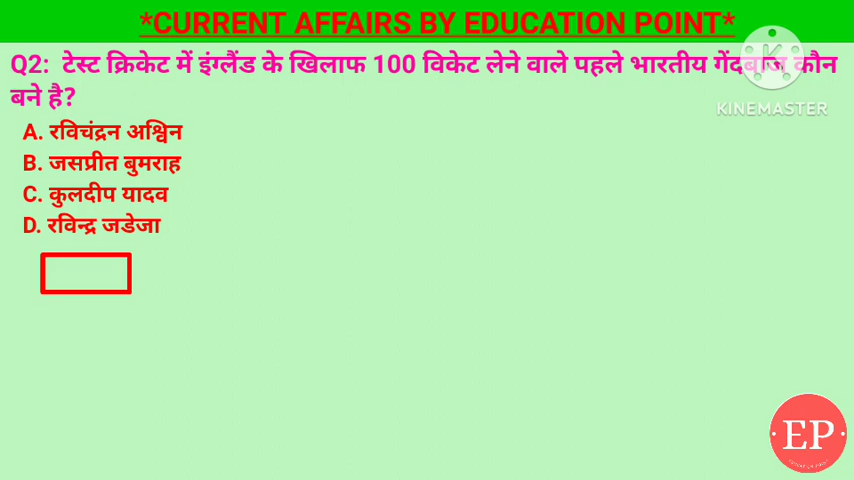 *CURRENT AFFAIRS BY EDUCATION POINT*
Q2: टेस्ट क्रिकेट में इंग्लैंड के खिलाफ 100 विकेट लेने वाले पहले भारतीय गेंदबाज कौन
बने है?
A. रविचंद्रन अश्विन
B. जसप्रीत बुमराह
C. कुलदीप यादव
D. रविन्द्र जडेजा
KINEMASTER
EP